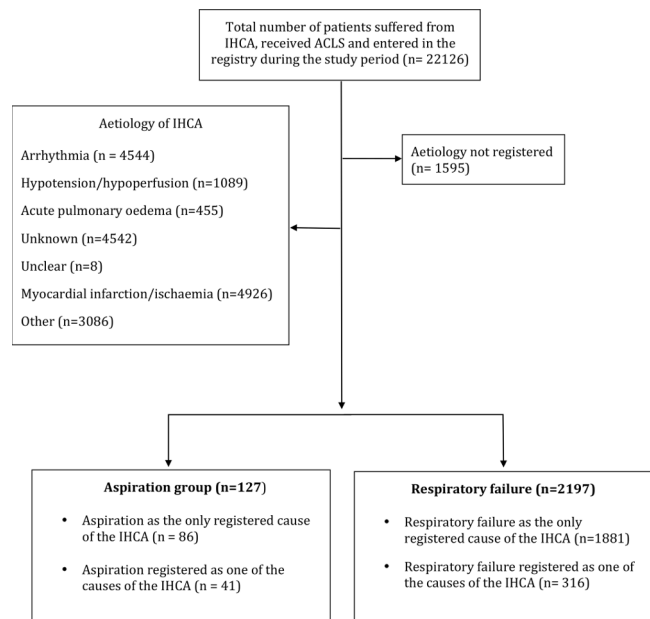 Total number of patients suffered from
IHCA, received ACLS and entered in the
registry during the study period (n= 22126)
Aetiology of IHCA
Arrhythmia (n = 4544)
Hypotension/hypoperfusion (n=1089)
Acute pulmonary oedema (n=455)
Unknown (n=4542)
Unclear (n=8)
Myocardial infarction/ischaemia (n=4926)
Other (n=3086)
Aetiology not registered
(n= 1595)
Aspiration group (n=127)
• Aspiration as the only registered cause
of the IHCA (n = 86)
• Aspiration registered as one of the
causes of the IHCA (n = 41)
Respiratory failure (n=2197)
• Respiratory failure as the only
registered cause of the IHCA (n=1881)
• Respiratory failure registered as one of
the causes of the IHCA (n= 316)